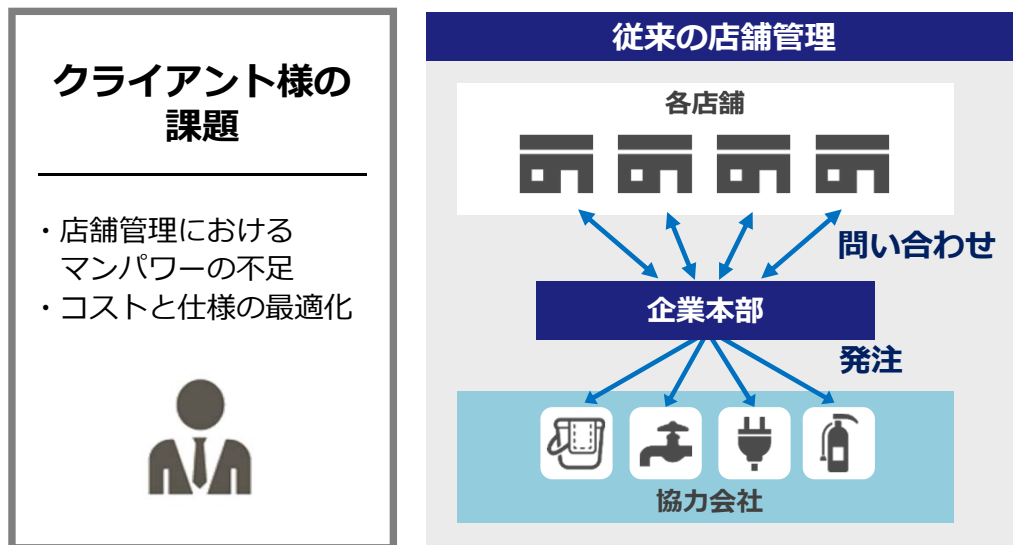 クライアント様の
課題
・店舗管理における
マンパワーの不足
・コストと仕様の最適化
従来の店舗管理
各店舗
問い合わせ
企業本部
発注
協力会社